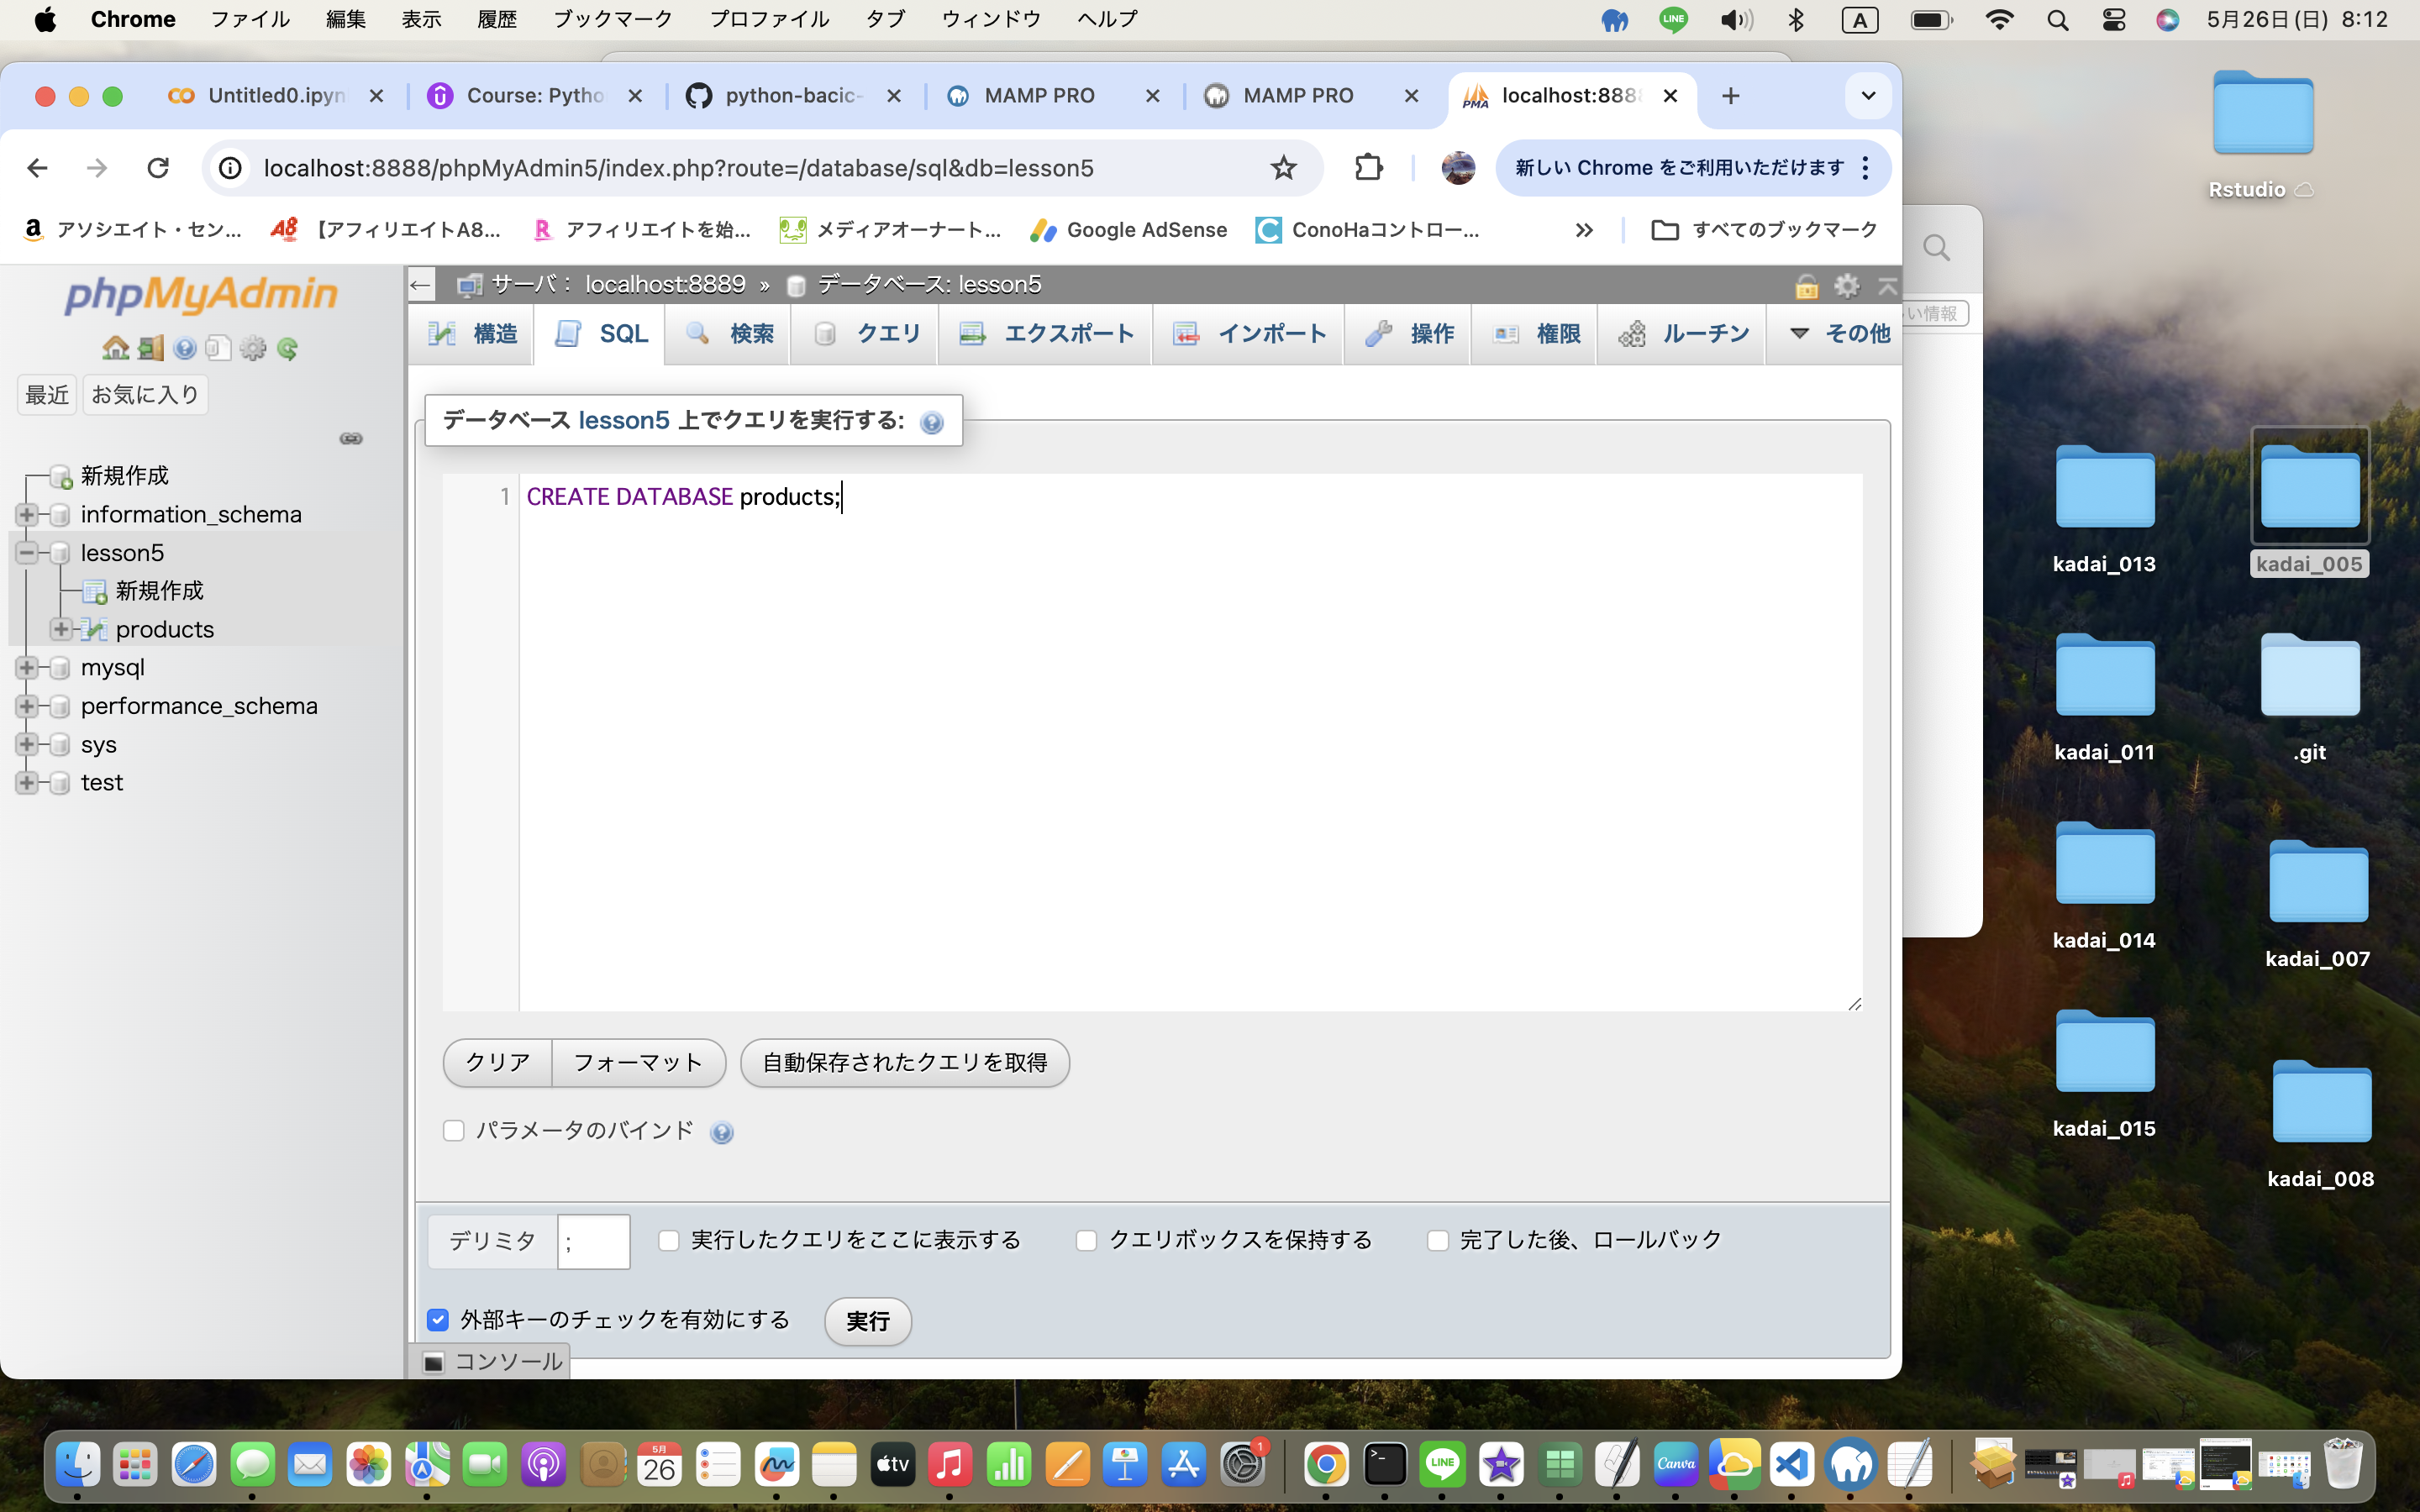 Chrome ファイル 編集 表示 履歴 ブックマーク プロファイル タブ ウィンドウ ヘルプ LINE A 5月26日(日) 8:12
Untitled0.ipyn Course: Pytho python-bacic- MAMP PRO MAMP PRO PMA localhost:888
localhost:8888/phpMyAdmin5/index.php?route=/database/sql&db=lesson5 新しい Chrome をご利用いただけます
アソシエイト・セン... 【アフィリエイトA8... アフィリエイトを始... メディアオーナート... Google AdSense ConoHaコントロー... » すべてのブックマーク
phpMyAdmin
最近 お気に入り
新規作成
information_schema
lesson5
新規作成
products
mysql
performance_schema
sys
test
サーバ: localhost:8889 » データベース: lesson5
構造 SQL 検索 クエリ エクスポート インポート 操作 権限 ルーチン その他
データベース lesson5 上でクエリを実行する:
1 CREATE DATABASE products;
クリア フォーマット 自動保存されたクエリを取得
パラメータのバインド
デリミタ ; 実行したクエリをここに表示する クエリボックスを保持する 完了した後、ロールバック
外部キーのチェックを有効にする 実行
コンソール
い情報
Rstudio
kadai_013
kadai_005
kadai_011
.git
kadai_014
kadai_007
kadai_015
kadai_008
5月
26
tv
1
LINE
Canva